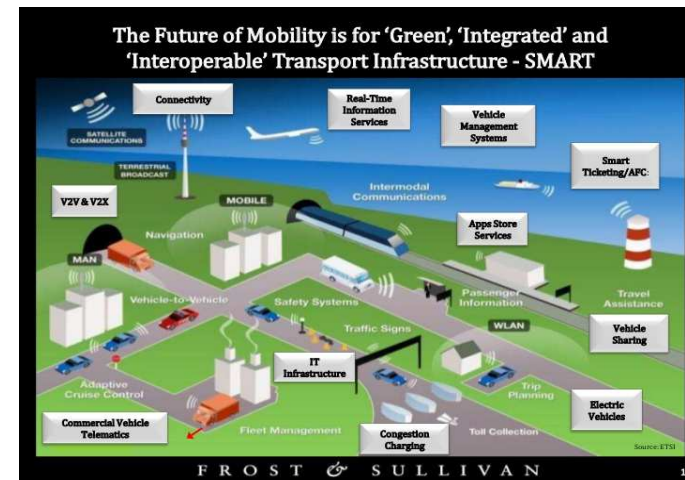 The Future of Mobility is for ‘Green’, ‘Integrated’ and
‘Interoperable’ Transport Infrastructure - SMART
Connectivity
Real-Time
Information
Services
Vehicle
Management
Systems
SATELLITE
COMMUNICATIONS
TERRESTRIAL
BROADCAST
Smart
Ticketing/AFC
Intermodal
Communications
V2V & V2X
MOBILE
Navigation
Apps Store
Services
MAN
Vehicle-to-Vehicle
Safety Systems
Passenger
Information
Travel
Assistance
Traffic Signs
WLAN
Vehicle
Sharing
IT
Infrastructure
Adaptive
Cruise Control
Trip
Planning
Electric
Vehicles
Commercial Vehicle
Telematics
Fleet Management
Congestion
Charging
Toll Collection
Source: ETSI
FROST & SULLIVAN
1